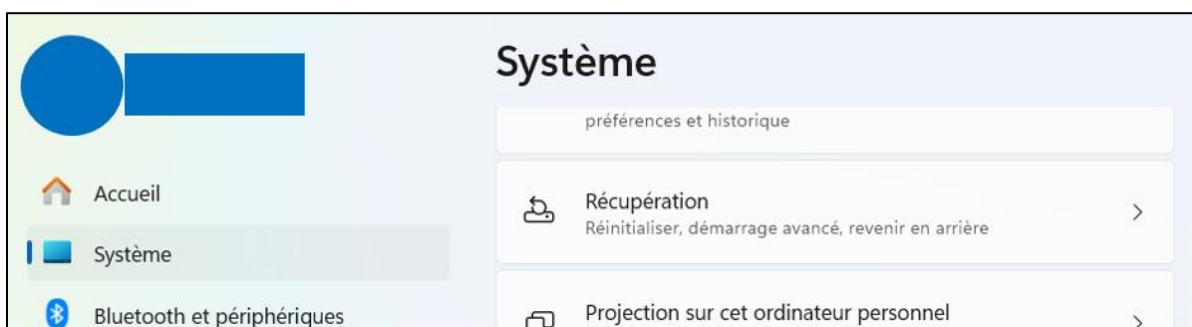 Système
préférences et historique
Accueil
Récupération
Réinitialiser, démarrage avancé, revenir en arrière
Système
Bluetooth et périphériques
Projection sur cet ordinateur personnel